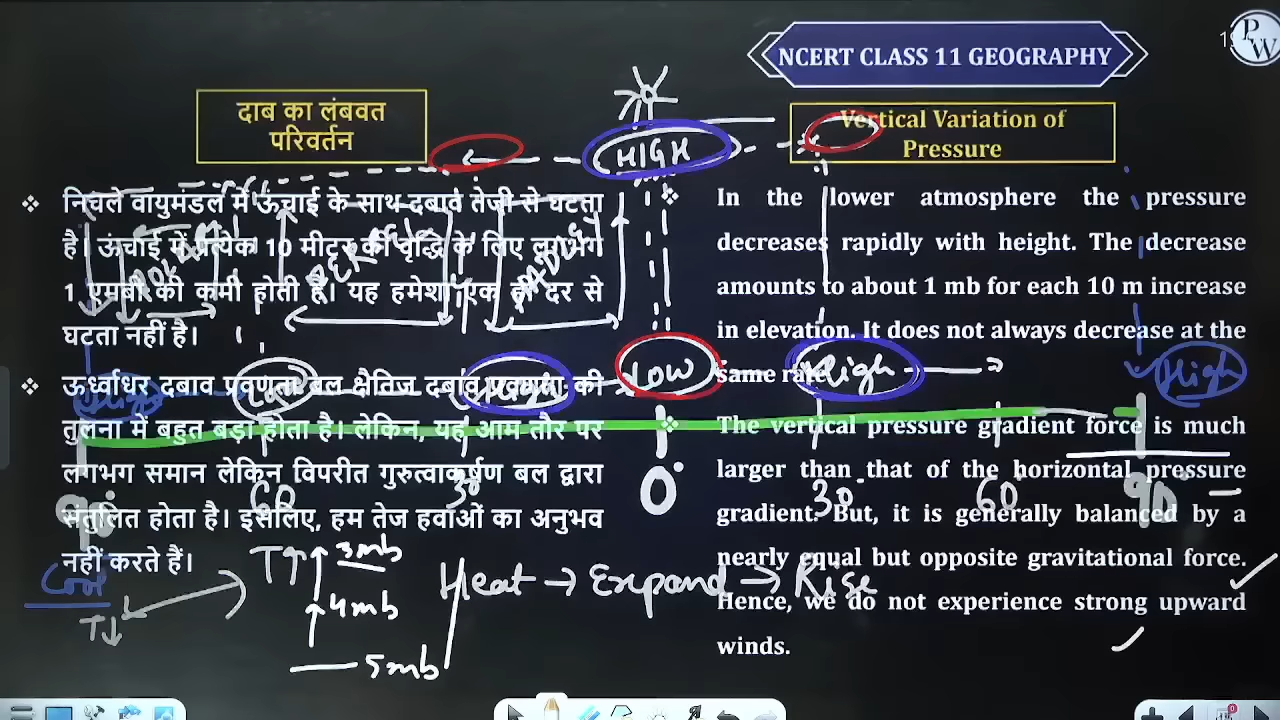 NCERT CLASS 11 GEOGRAPHY
PW
दाब का लंबवत
परिवर्तन
Vertical Variation of
Pressure
HIGH
निचले वायुमंडल में ऊंचाई के साथ दबाव तेजी से घटता
है। ऊंचाई में प्रत्येक 10 मीटर की वृद्धि के लिए लगभग
1 एमबी की कमी होती है। यह हमेशा एक ही दर से
घटता नहीं है।
ऊर्ध्वाधर दबाव प्रवणता बल क्षैतिज दबाव प्रवणता की
तुलना में बहुत बड़ा होता है। लेकिन, यह आम तौर पर
लगभग समान लेकिन विपरीत गुरुत्वाकर्षण बल द्वारा
संतुलित होता है। इसलिए, हम तेज हवाओं का अनुभव
नहीं करते हैं।
In the lower atmosphere the pressure
decreases rapidly with height. The decrease
amounts to about 1 mb for each 10 m increase
in elevation. It does not always decrease at the
same rate.
The vertical pressure gradient force is much
larger than that of the horizontal pressure
gradient. But, it is generally balanced by a
nearly equal but opposite gravitational force.
Hence, we do not experience strong upward
winds.
High Low High LOW High High
90° 60 30° 0° 30° 60° 90°
Cool
T↓
T↑ 3mb
4mb
5mb
Heat → Expand → Rise